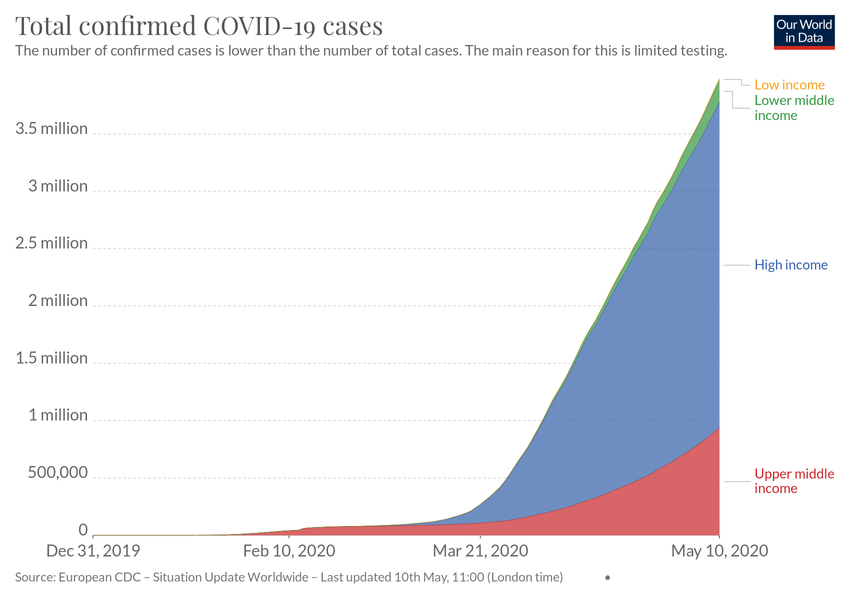 Total confirmed COVID-19 cases
The number of confirmed cases is lower than the number of total cases. The main reason for this is limited testing.
Our World
in Data
Low income
Lower middle
income
3.5 million
3 million
2.5 million
High income
2 million
1.5 million
1 million
500,000
Upper middle
income
0
Dec 31, 2019
Feb 10, 2020
Mar 21, 2020
May 10, 2020
Source: European CDC – Situation Update Worldwide – Last updated 10th May, 11:00 (London time)